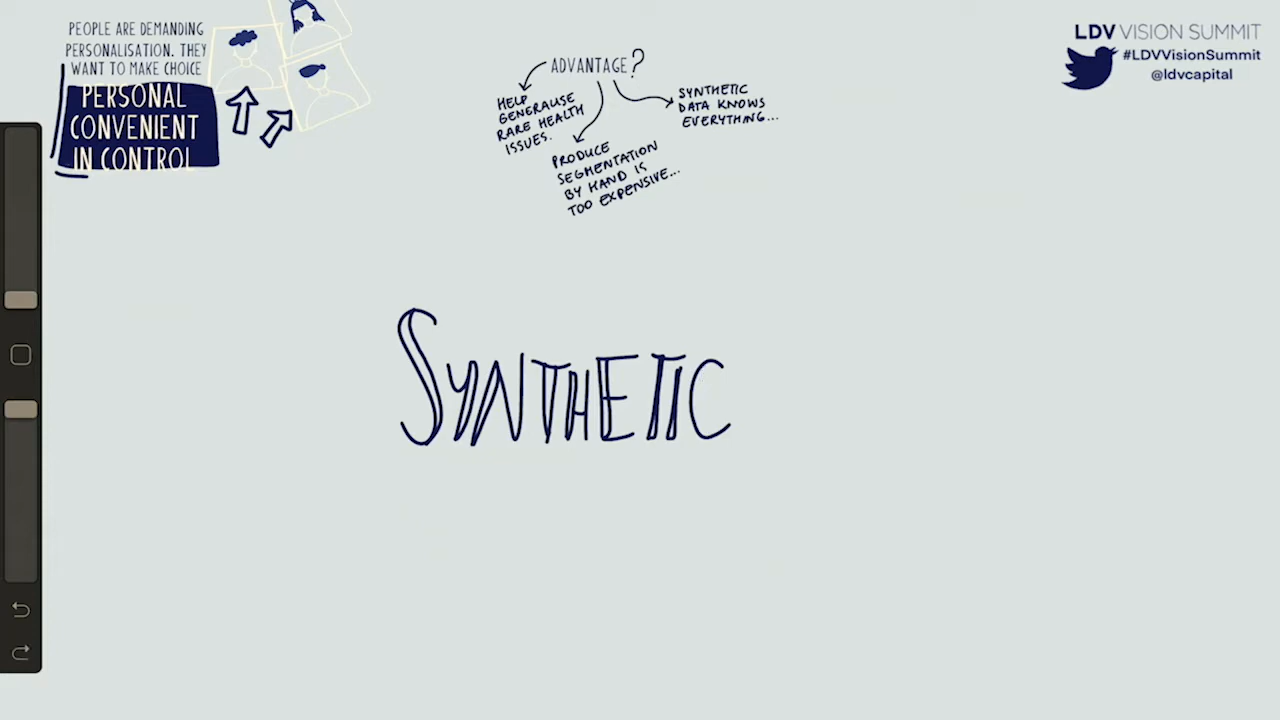 PEOPLE ARE DEMANDING
PERSONALISATION. THEY
WANT TO MAKE CHOICE
PERSONAL
CONVENIENT
IN CONTROL
ADVANTAGE?
HELP
GENERAUSE
RARE HEALTH
ISSUES.
PRODUCE
SEGMENTATION
BY HAND IS
TOO EXPENSIVE...
SYNTHETIC
DATA KNOWS
EVERYTHING...
LDV VISION SUMMIT
#LDVVisionSummit
@ldvcapital
SYNTHETIC